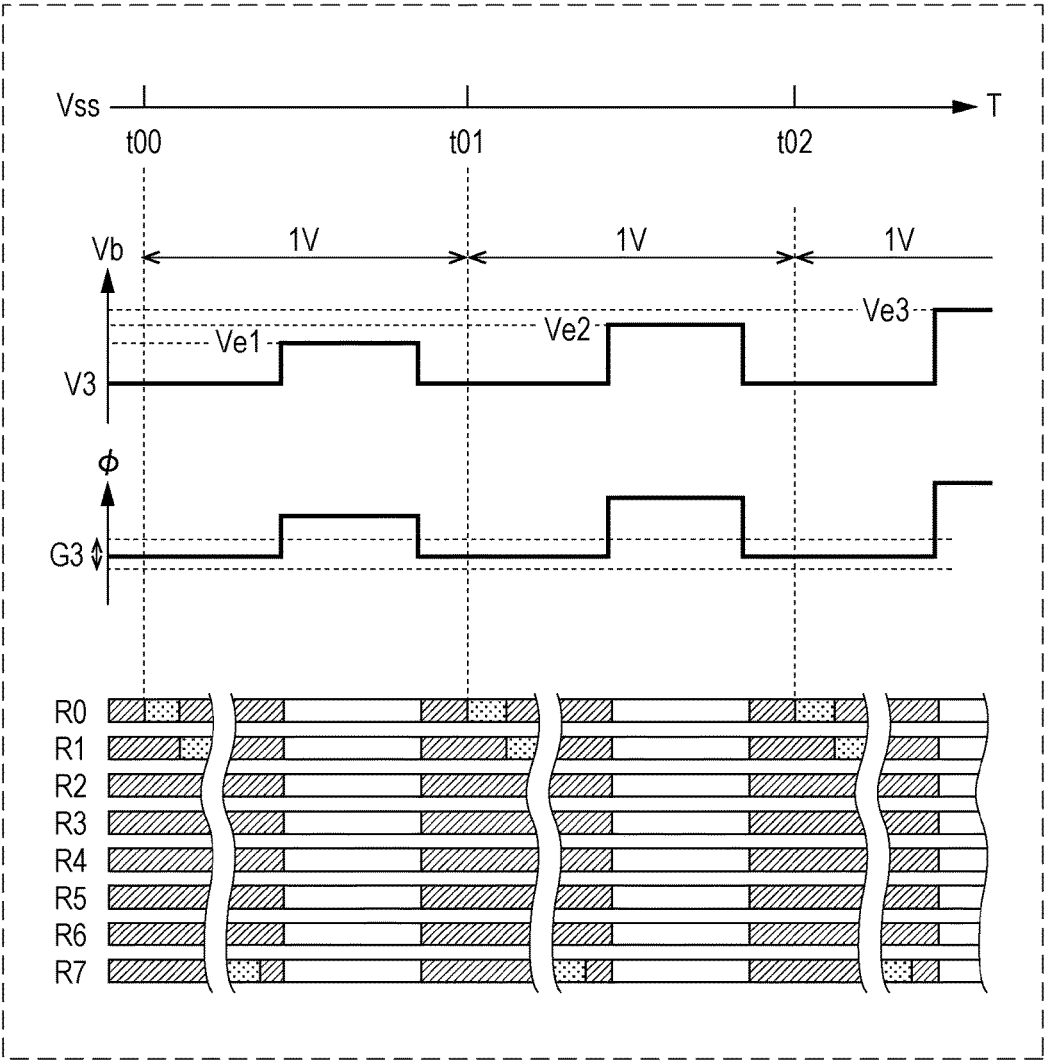 Vss T
t00 t01 t02
1V 1V 1V
Vb
Ve1 Ve2 Ve3
V3
ϕ
G3
R0
R1
R2
R3
R4
R5
R6
R7